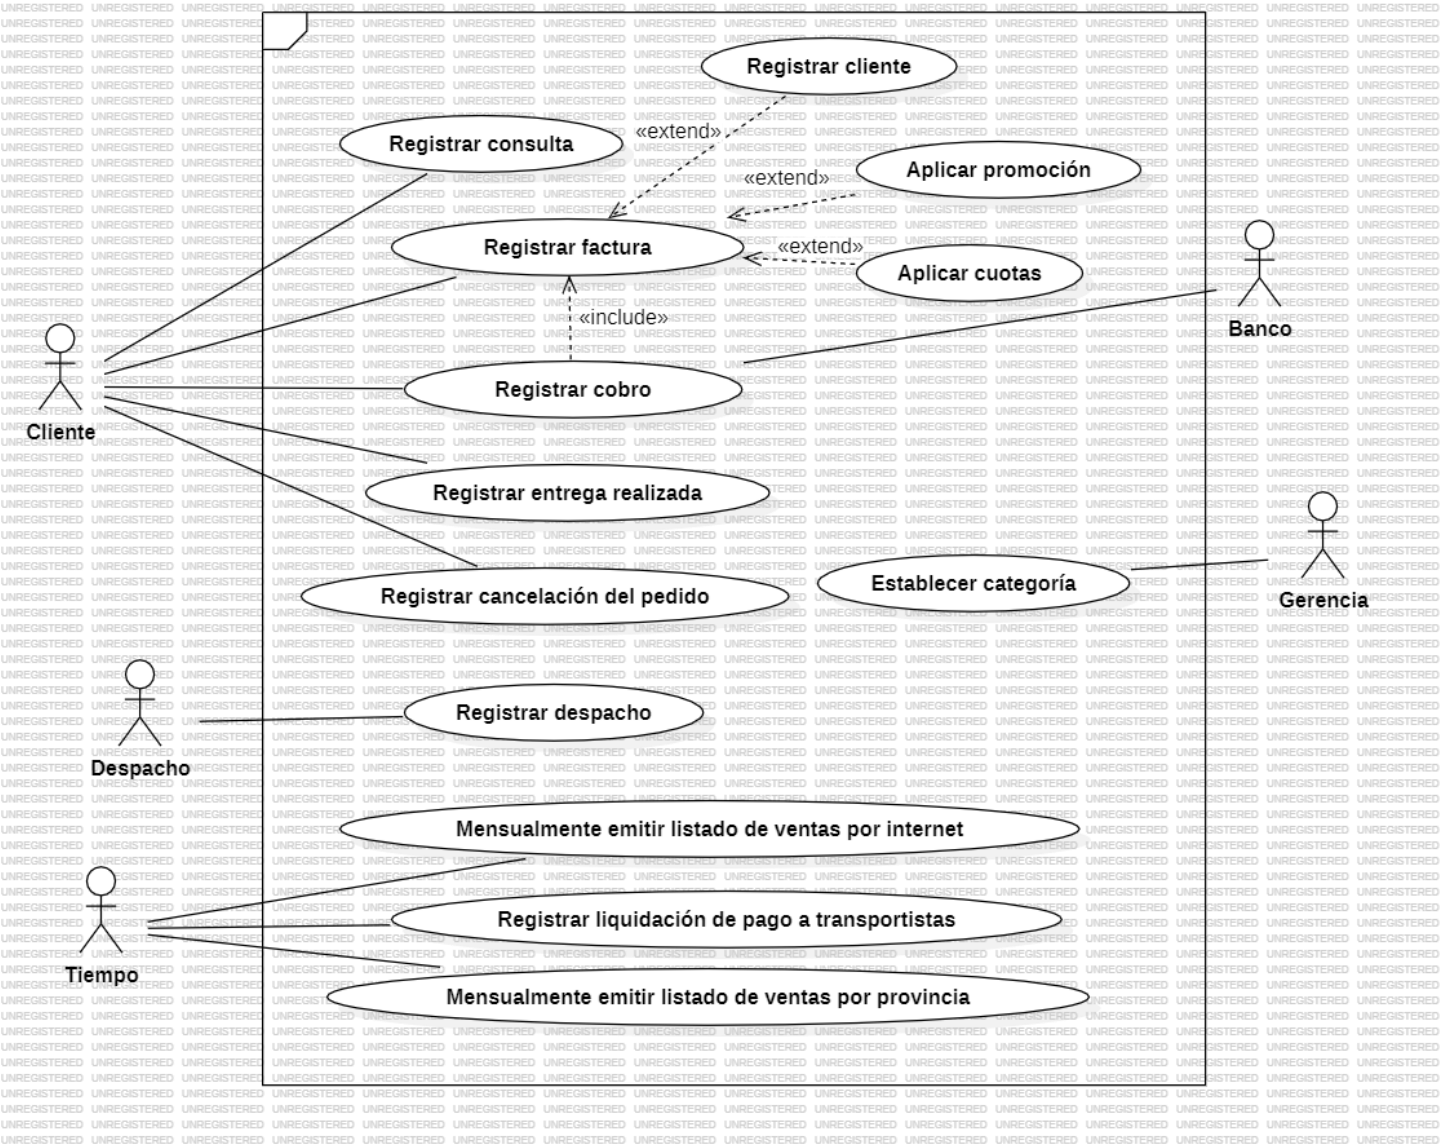 Registrar cliente
«extend»
Registrar consulta
Aplicar promoción
«extend»
Registrar factura
«extend»
Aplicar cuotas
«include»
Banco
Registrar cobro
Cliente
Registrar entrega realizada
Establecer categoría
Gerencia
Registrar cancelación del pedido
Registrar despacho
Despacho
Mensualmente emitir listado de ventas por internet
Registrar liquidación de pago a transportistas
Tiempo
Mensualmente emitir listado de ventas por provincia
UNREGISTERED